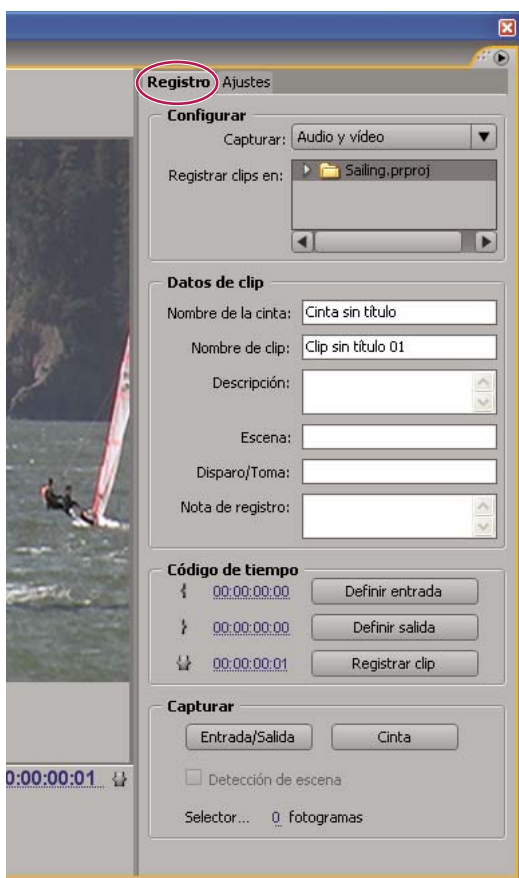 Registro Ajustes
Configurar
Capturar: Audio y vídeo
Registrar clips en: Sailing.prproj
Datos de clip
Nombre de la cinta: Cinta sin título
Nombre de clip: Clip sin título 01
Descripción:
Escena:
Disparo/Toma:
Nota de registro:
Código de tiempo
00:00:00:00 Definir entrada
00:00:00:00 Definir salida
00:00:00:01 Registrar clip
Capturar
Entrada/Salida Cinta
0:00:00:01
Detección de escena
Selector... 0 fotogramas